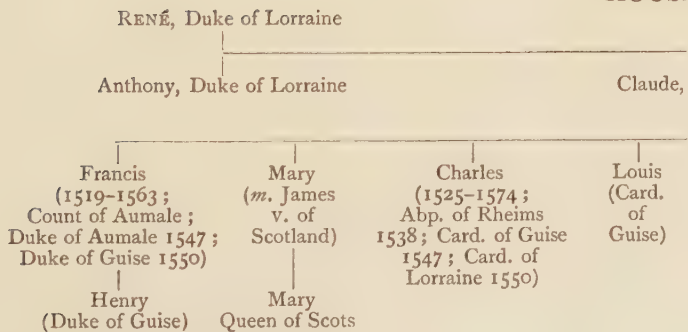 RENÉ, Duke of Lorraine
Anthony, Duke of Lorraine
Claude,
Francis
(1519–1563;
Count of Aumale;
Duke of Aumale 1547;
Duke of Guise 1550)
Henry
(Duke of Guise)
Mary
(m. James
v. of
Scotland)
Mary
Queen of Scots
Charles
(1525–1574;
Abp. of Rheims
1538; Card. of Guise
1547; Card. of
Lorraine 1550)
Louis
(Card.
of
Guise)